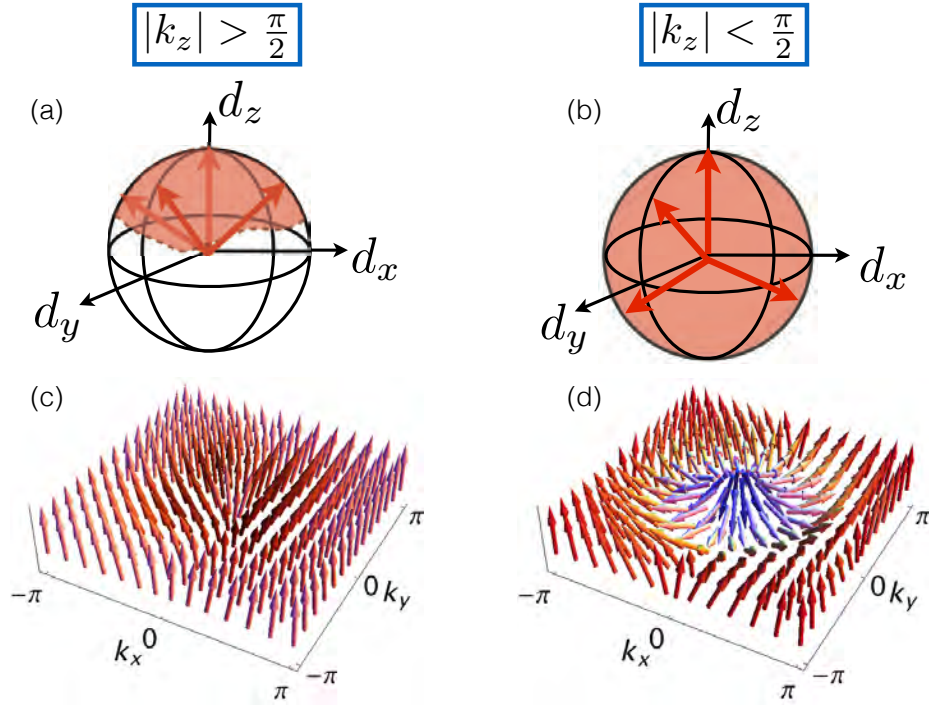 |k_z| > π/2
|k_z| < π/2
(a)
d_z
d_x
d_y
(b)
d_z
d_x
d_y
(c)
−π
k_x
0
π
−π
0
k_y
π
(d)
−π
k_x
0
π
−π
0
k_y
π